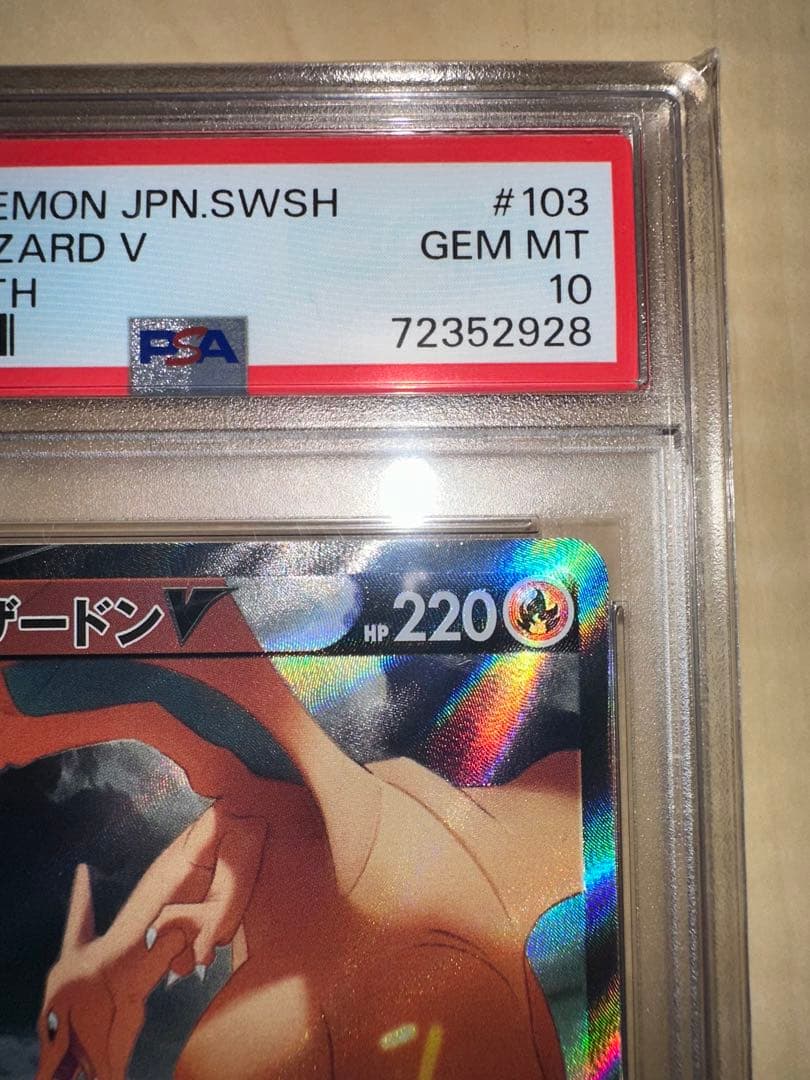 EMON JPN.SWSH #103
ZARD V GEM MT
TH 10
72352928
PSA
ザードンV HP 220